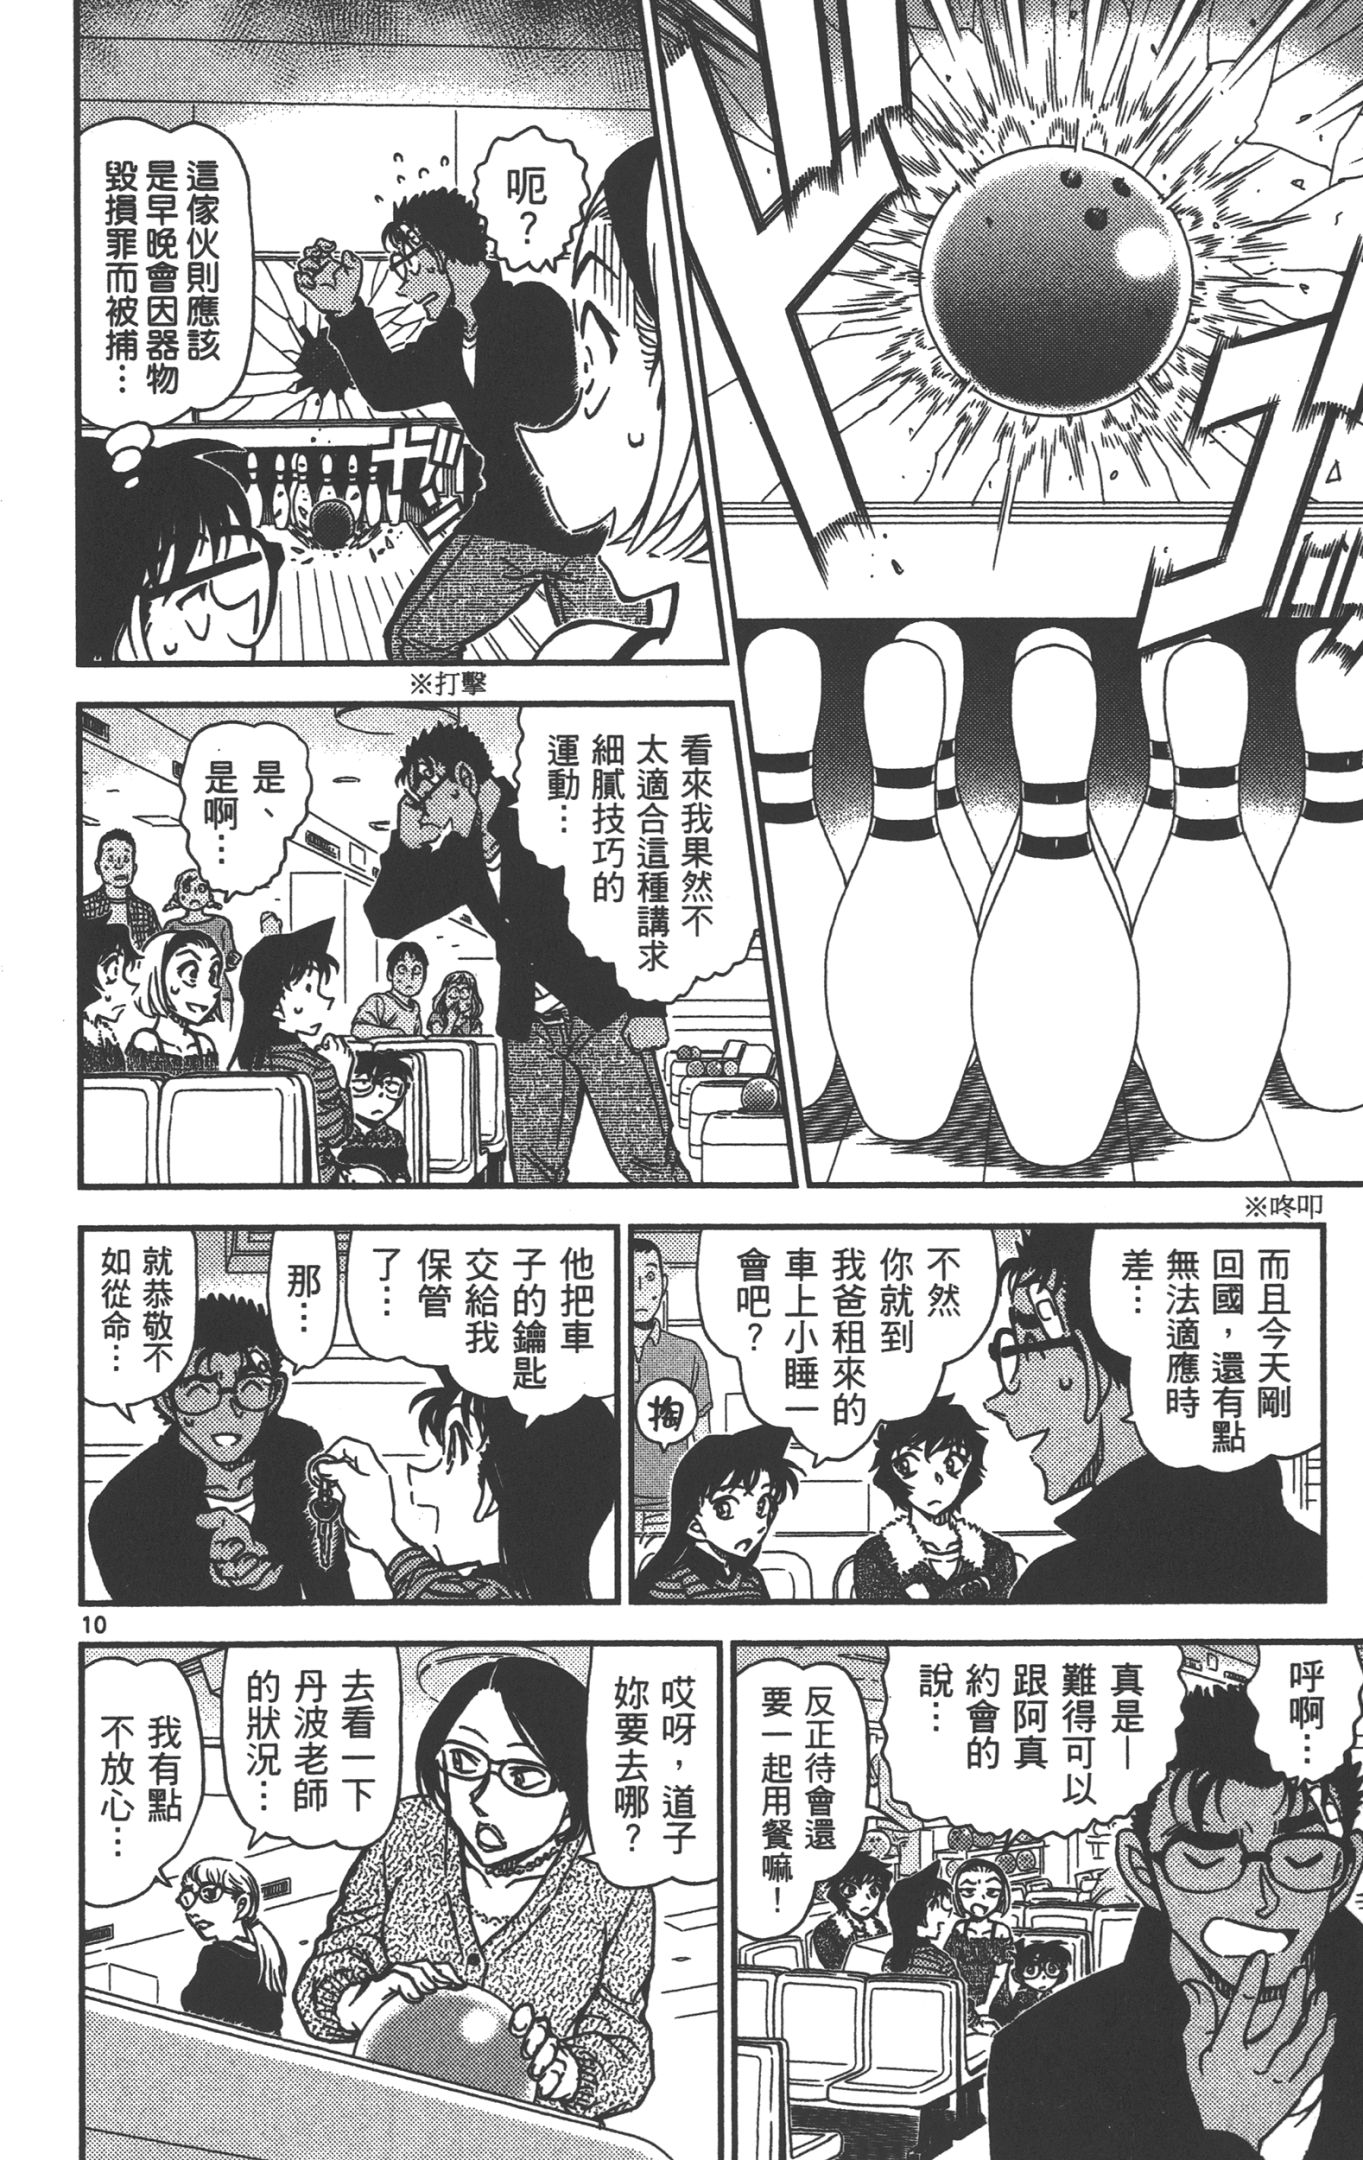 ※咚叩
呃？
這傢伙則應該
是早晚會因器物
毀損罪而被捕…
※打擊
看來我果然不
太適合這種講求
細膩技巧的
運動…
是、
是啊…
而且今天剛
回國，還有點
無法適應時
差…
不然
你就到
我爸租來的
車上小睡一
會吧？
掏
他把車
子的鑰匙
交給我
保管
了…
那…
就恭敬不
如從命…
10
呼啊…
真是—
難得可以
跟阿真
約會的
說…
反正待會還
要一起用餐嘛！
哎呀，道子
妳要去哪？
去看一下
丹波老師
的狀況…
我有點
不放心…